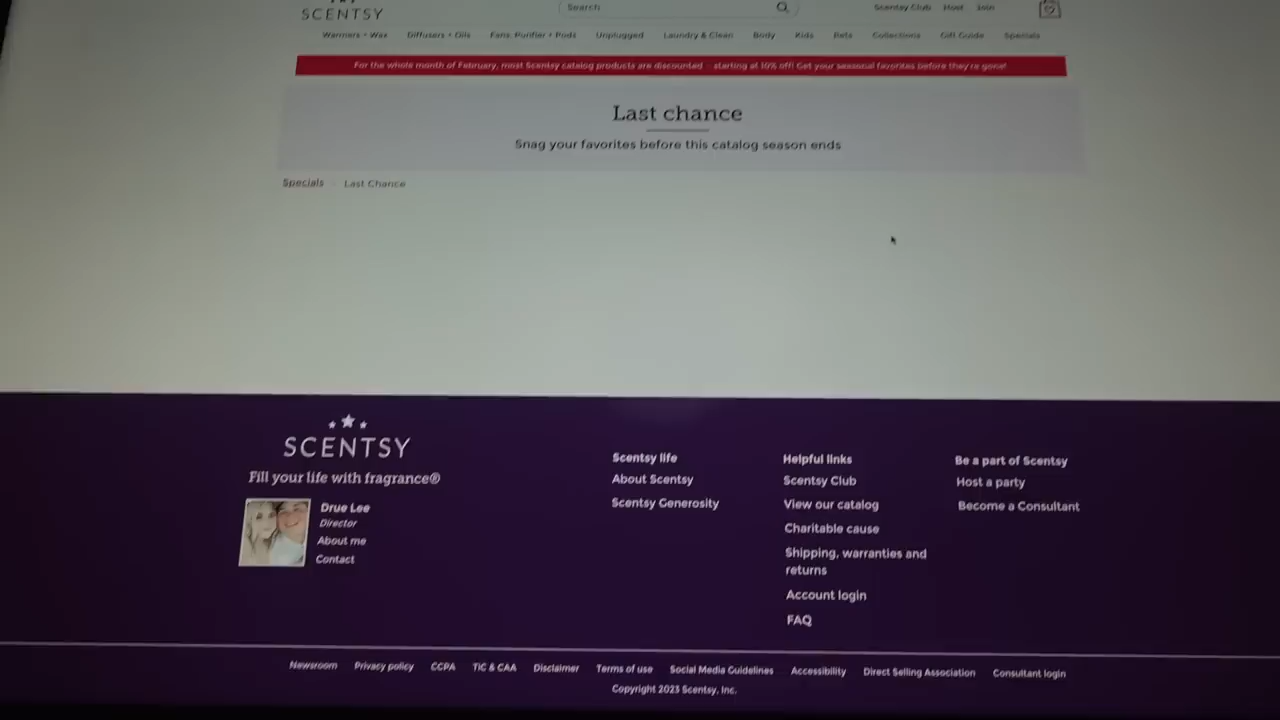 SCENTSY
Search
Scentsy Club Host Join
Warmers + Wax Diffusers + Oils Fans, Purifier + Pods Unplugged Laundry & Clean Body Kids Pets Collections Gift Guide Specials
For the whole month of February, most Scentsy catalog products are discounted - starting at 10% off! Get your seasonal favorites before they're gone!
Last chance
Snag your favorites before this catalog season ends
Specials Last Chance
SCENTSY
Fill your life with fragrance®
Drue Lee
Director
About me
Contact
Scentsy life
About Scentsy
Scentsy Generosity
Helpful links
Scentsy Club
View our catalog
Charitable cause
Shipping, warranties and
returns
Account login
FAQ
Be a part of Scentsy
Host a party
Become a Consultant
Newsroom Privacy policy CCPA TIC & CAA Disclaimer Terms of use Social Media Guidelines Accessibility Direct Selling Association Consultant login
Copyright 2023 Scentsy, Inc.